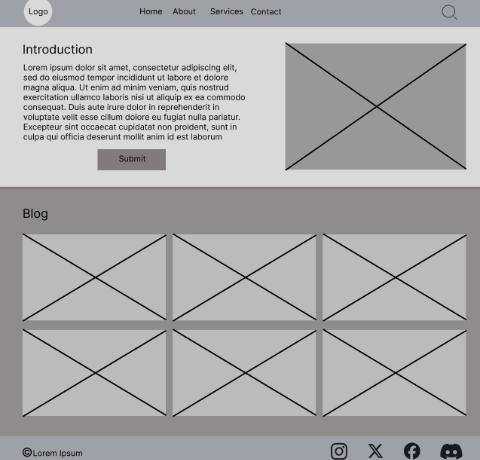 Logo
Home About Services Contact
Introduction
Lorem ipsum dolor sit amet, consectetur adipiscing elit,
sed do eiusmod tempor incididunt ut labore et dolore
magna aliqua. Ut enim ad minim veniam, quis nostrud
exercitation ullamco laboris nisi ut aliquip ex ea commodo
consequat. Duis aute irure dolor in reprehenderit in
voluptate velit esse cillum dolore eu fugiat nulla pariatur.
Excepteur sint occaecat cupidatat non proident, sunt in
culpa qui officia deserunt mollit anim id est laborum
Submit
Blog
©Lorem Ipsum